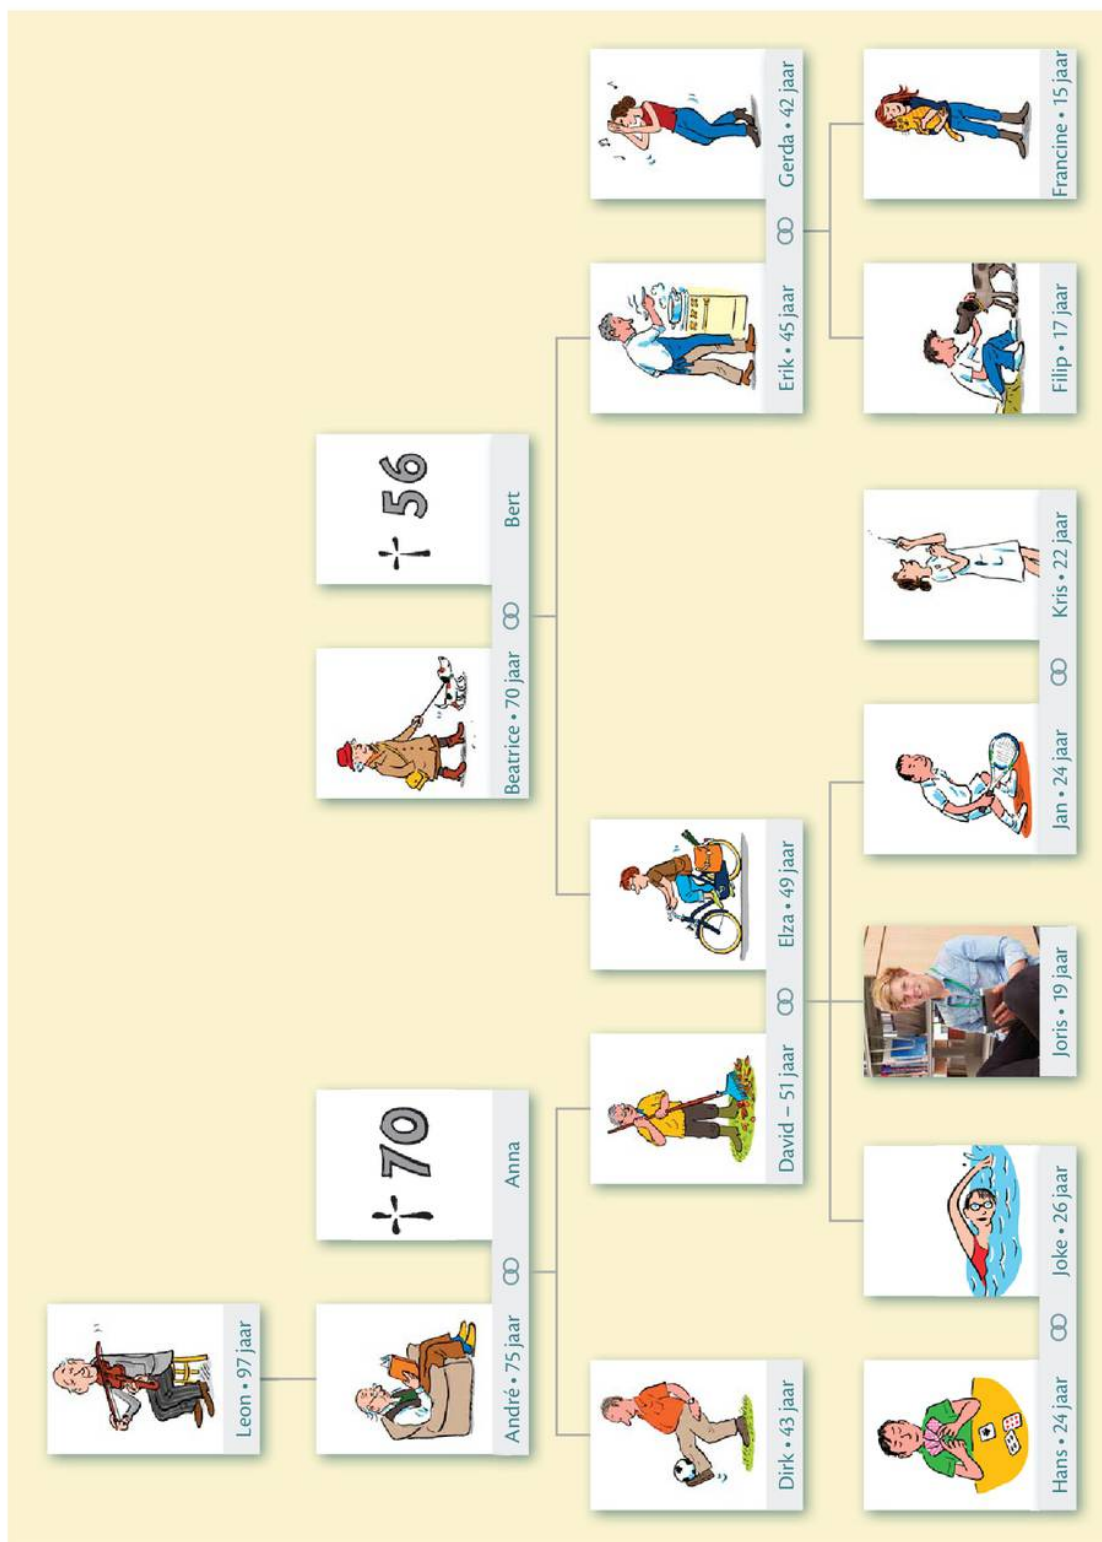 Leon • 97 jaar
André • 75 jaar
† 70
Anna
Beatrice • 70 jaar
† 56
Bert
Dirk • 43 jaar
David – 51 jaar
Elza • 49 jaar
Erik • 45 jaar
Gerda • 42 jaar
Hans • 24 jaar
Joke • 26 jaar
Joris • 19 jaar
Jan • 24 jaar
Kris • 22 jaar
Filip • 17 jaar
Francine • 15 jaar